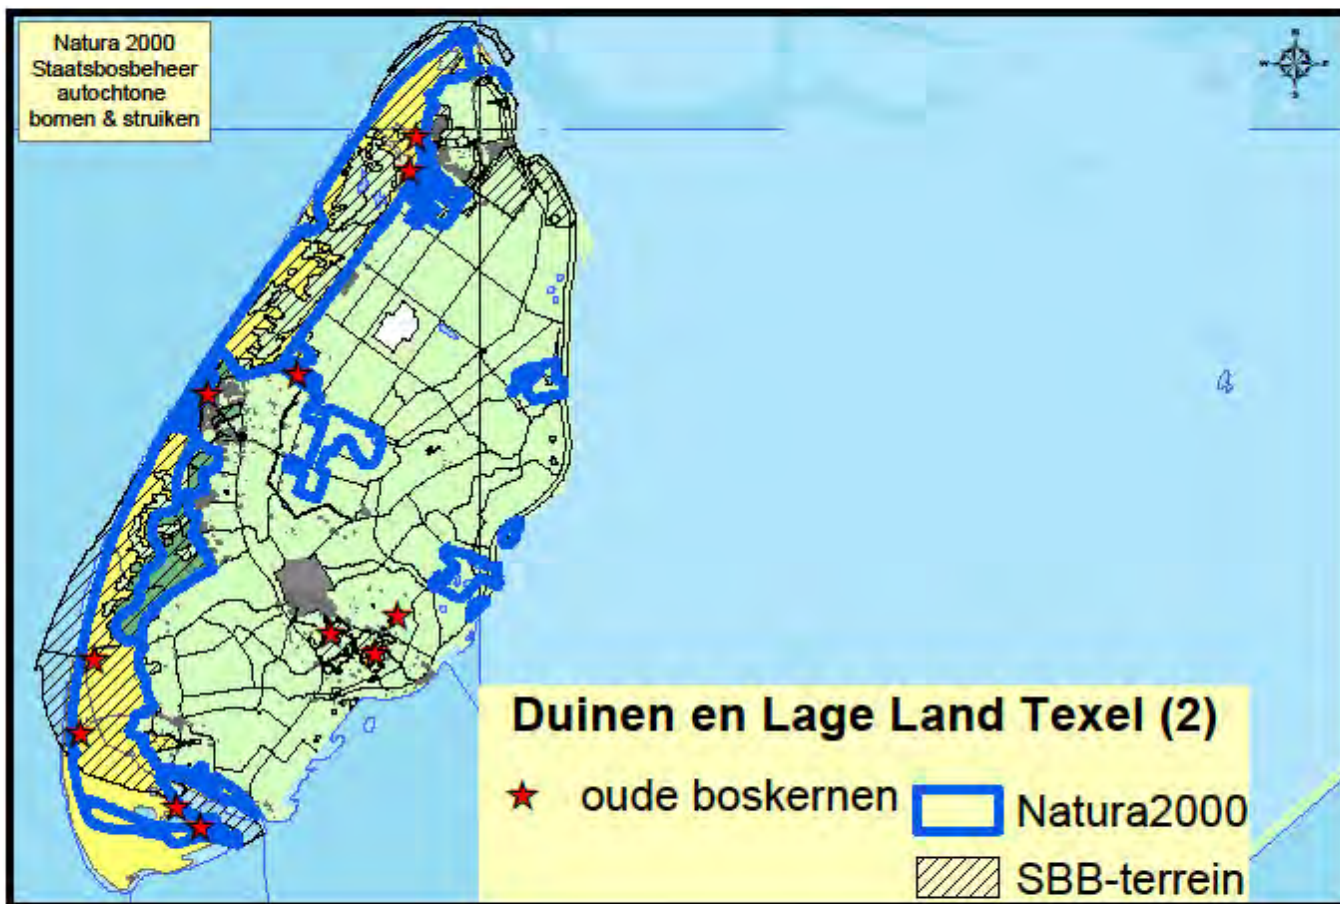 Natura 2000
Staatsbosbeheer
autochtone
bomen & struiken
N
W E
S
Duinen en Lage Land Texel (2)
oude boskernen
Natura2000
SBB-terrein